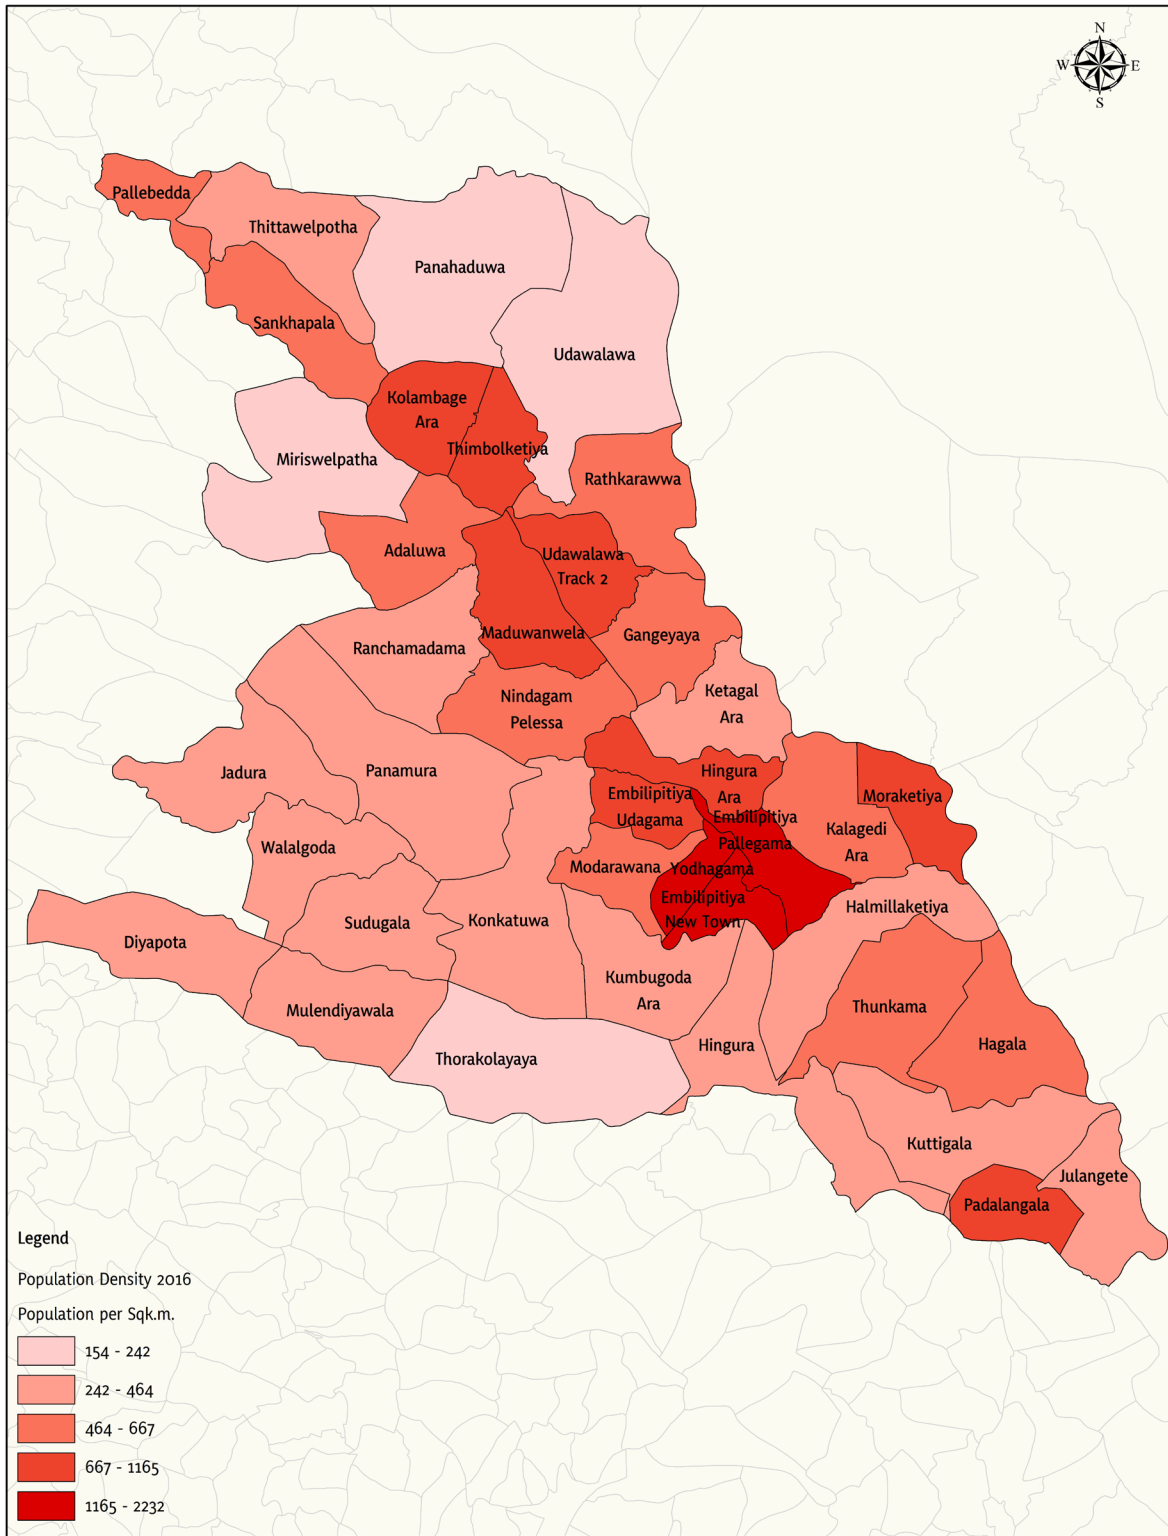 N
W
E
S
Pallebedda
Thittawelpotha
Panahaduwa
Sankhapala
Udawalawa
Kolambage
Ara
Thimbolketiya
Miriswelpatha
Rathkarawwa
Adaluwa
Udawalawa
Track 2
Maduwanwela
Gangeyaya
Ranchamadama
Nindagam
Pelessa
Ketagal
Ara
Jadura
Panamura
Hingura
Ara
Embilipitiya
Udagama
Moraketiya
Embilipitiya
Pallegama
Kalagedi
Ara
Walalgoda
Modarawana
Yodhagama
Embilipitiya
New Town
Halmillaketiya
Sudugala
Konkatuwa
Diyapota
Kumbugoda
Ara
Mulendiyawala
Thunkama
Hagala
Hingura
Thorakolayaya
Kuttigala
Julangete
Padalangala
Legend
Population Density 2016
Population per Sqk.m.
154 - 242
242 - 464
464 - 667
667 - 1165
1165 - 2232